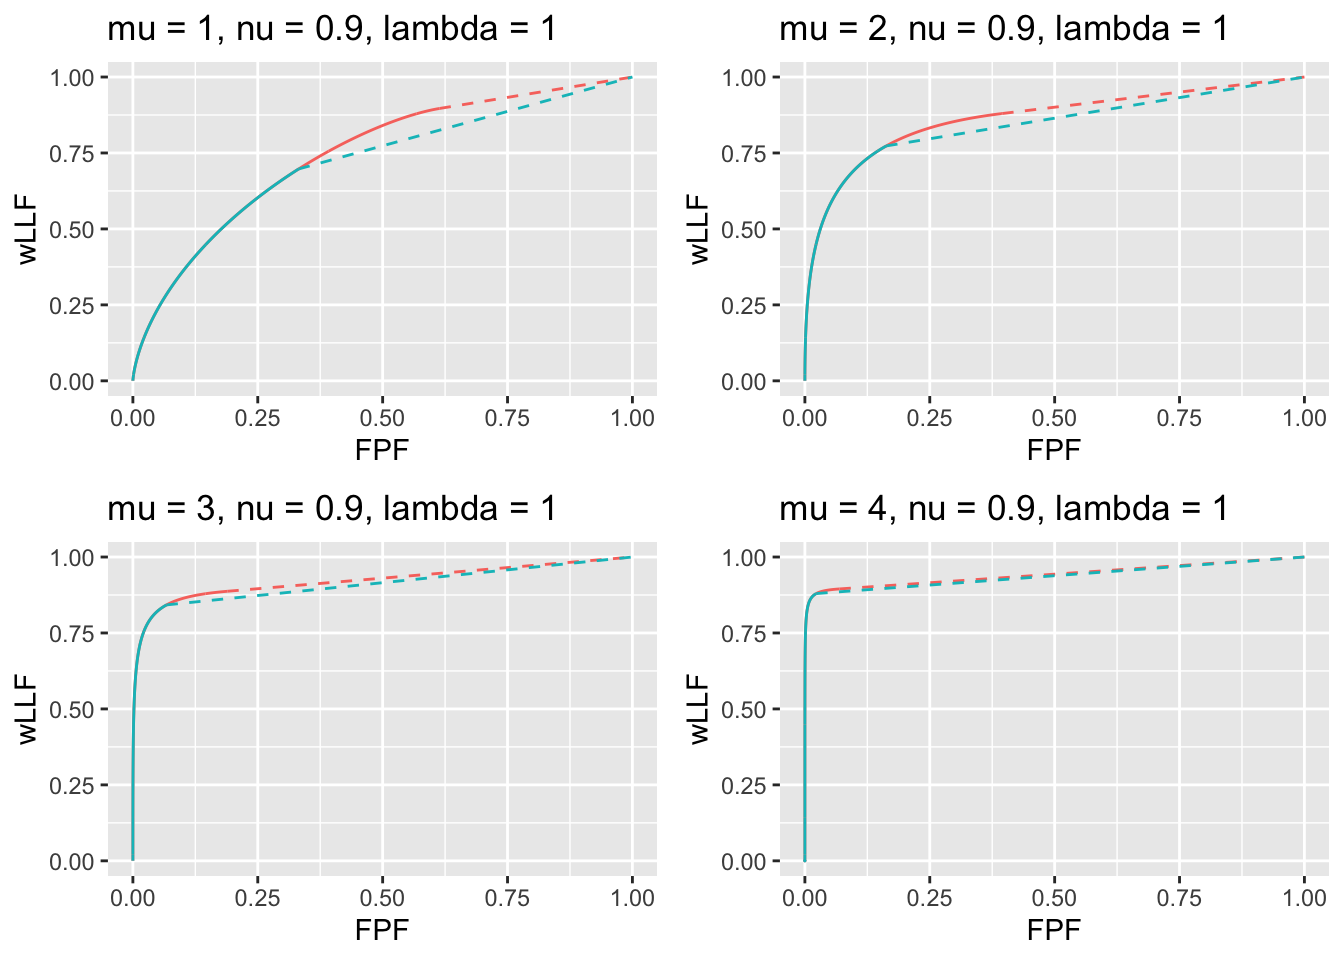 mu = 1, nu = 0.9, lambda = 1
1.00
0.75
0.50
0.25
0.00
wLLF
0.00 0.25 0.50 0.75 1.00
FPF
mu = 2, nu = 0.9, lambda = 1
1.00
0.75
0.50
0.25
0.00
wLLF
0.00 0.25 0.50 0.75 1.00
FPF
mu = 3, nu = 0.9, lambda = 1
1.00
0.75
0.50
0.25
0.00
wLLF
0.00 0.25 0.50 0.75 1.00
FPF
mu = 4, nu = 0.9, lambda = 1
1.00
0.75
0.50
0.25
0.00
wLLF
0.00 0.25 0.50 0.75 1.00
FPF